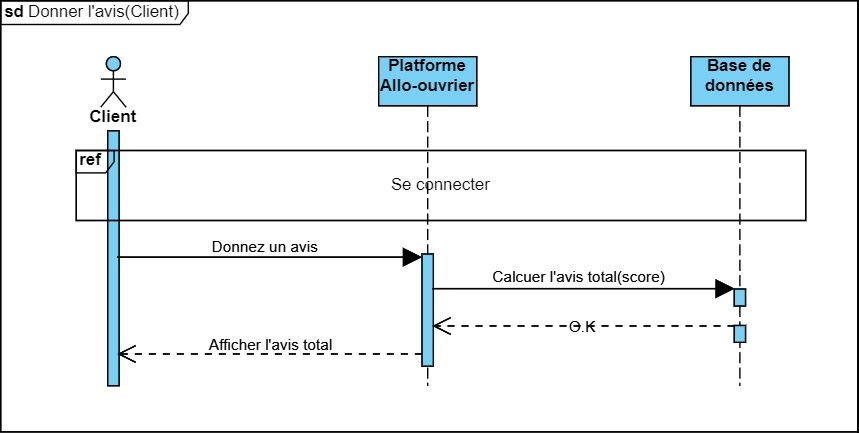 sd Donner l'avis(Client)
Client
Platforme
Allo-ouvrier
Base de
données
ref
Se connecter
Donnez un avis
Calcuer l'avis total(score)
O.K
Afficher l'avis total